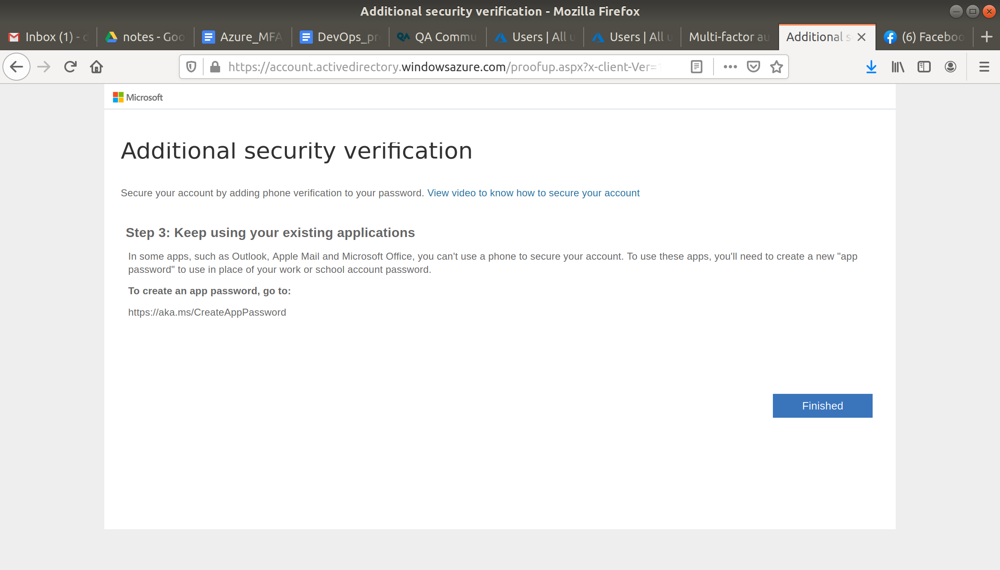 Additional security verification - Mozilla Firefox
Inbox (1) -
notes - Goo
Azure_MFA
DevOps_pr
QA Commu
Users | All u
Users | All u
Multi-factor au
Additional s
(6) Faceboo
https://account.activedirectory.windowsazure.com/proofup.aspx?x-client-Ver=1
Microsoft
Additional security verification
Secure your account by adding phone verification to your password. View video to know how to secure your account
Step 3: Keep using your existing applications
In some apps, such as Outlook, Apple Mail and Microsoft Office, you can't use a phone to secure your account. To use these apps, you'll need to create a new "app
password" to use in place of your work or school account password.
To create an app password, go to:
https://aka.ms/CreateAppPassword
Finished